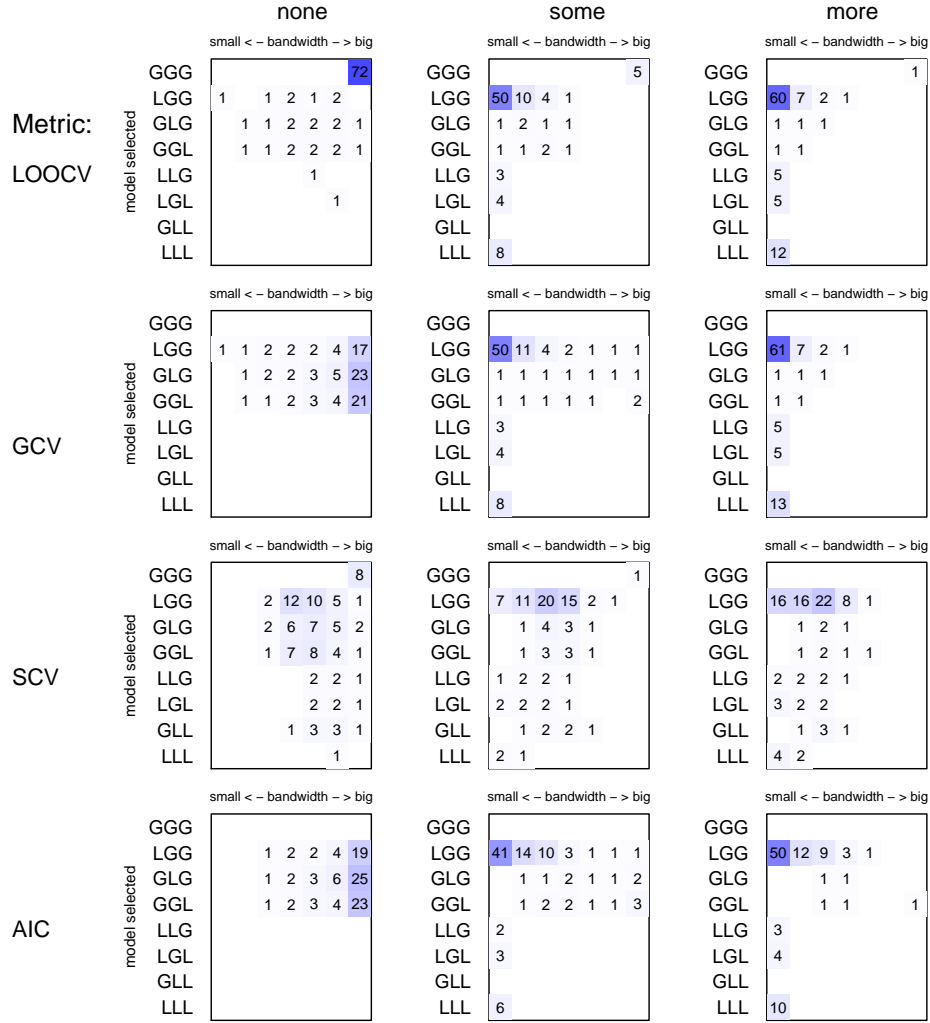 none some more
small < − bandwidth − > big small < − bandwidth − > big small < − bandwidth − > big
GGG 72 GGG 5 GGG 1
LGG 1 1 2 1 2 LGG 50 10 4 1 LGG 60 7 2 1
Metric:
GLG 1 1 2 2 2 1 GLG 1 2 1 1 GLG 1 1 1
GGL 1 1 2 2 2 1 GGL 1 1 2 1 GGL 1 1
LOOCV
model selected
LLG 1 LLG 3 LLG 5
LGL 1 LGL 4 LGL 5
GLL GLL GLL
LLL LLL 8 LLL 12
small < − bandwidth − > big small < − bandwidth − > big small < − bandwidth − > big
GGG GGG GGG
LGG 1 1 2 2 2 4 17 LGG 50 11 4 2 1 1 1 LGG 61 7 2 1
GLG 1 2 2 3 5 23 GLG 1 1 1 1 1 1 1 GLG 1 1 1
GGL 1 1 2 3 4 21 GGL 1 1 1 1 1 2 GGL 1 1
model selected
LLG LLG 3 LLG 5
GCV
LGL LGL 4 LGL 5
GLL GLL GLL
LLL LLL 8 LLL 13
small < − bandwidth − > big small < − bandwidth − > big small < − bandwidth − > big
GGG 8 GGG 1 GGG
LGG 2 12 10 5 1 LGG 7 11 20 15 2 1 LGG 16 16 22 8 1
GLG 2 6 7 5 2 GLG 1 4 3 1 GLG 1 2 1
GGL 1 7 8 4 1 GGL 1 3 3 1 GGL 1 2 1 1
model selected
SCV
LLG 2 2 1 LLG 1 2 2 1 LLG 2 2 2 1
LGL 2 2 1 LGL 2 2 2 1 LGL 3 2 2
GLL 1 3 3 1 GLL 1 2 2 1 GLL 1 3 1
LLL 1 LLL 2 1 LLL 4 2
small < − bandwidth − > big small < − bandwidth − > big small < − bandwidth − > big
GGG GGG GGG
LGG 1 2 2 4 19 LGG 41 14 10 3 1 1 1 LGG 50 12 9 3 1
GLG 1 2 3 6 25 GLG 1 1 2 1 1 2 GLG 1 1
GGL 1 2 3 4 23 GGL 1 2 2 1 1 3 GGL 1 1 1
model selected
AIC
LLG LLG 2 LLG 3
LGL LGL 3 LGL 4
GLL GLL GLL
LLL LLL 6 LLL 10